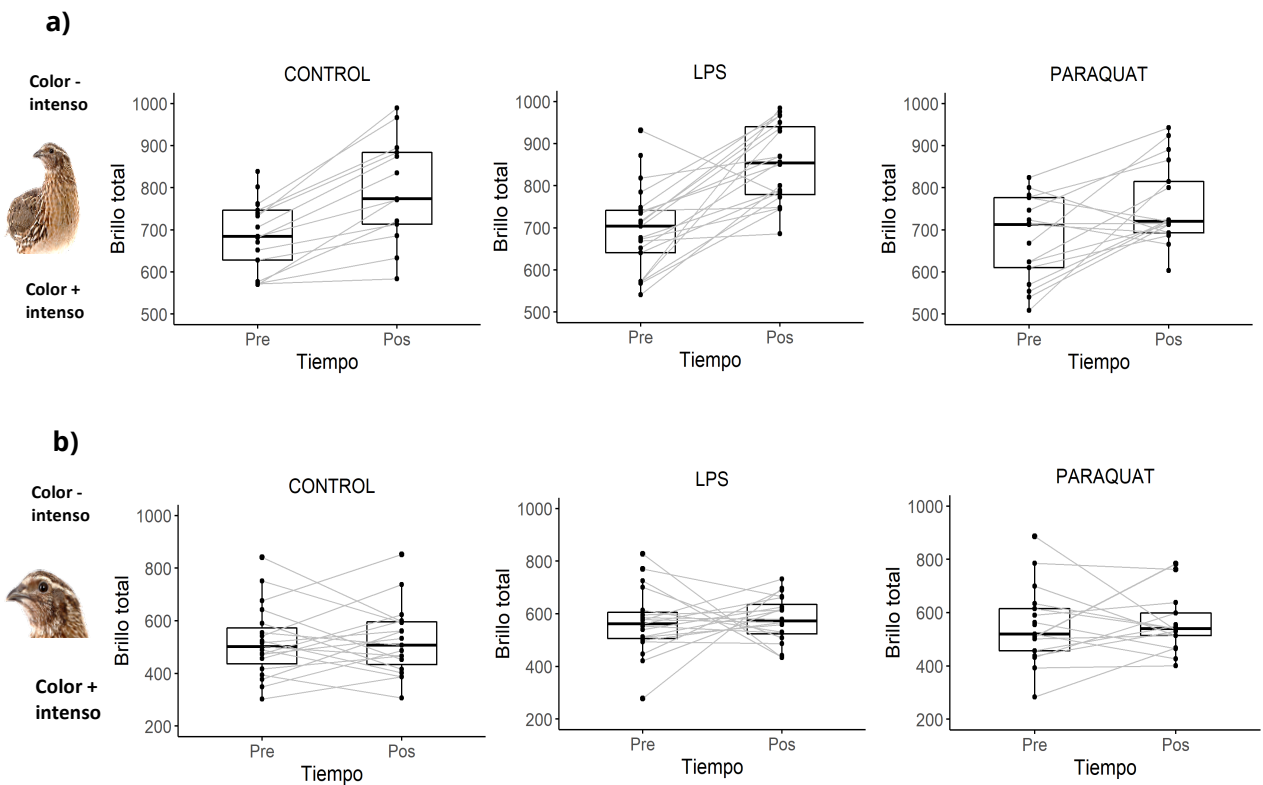 a)
Color -
intenso
Color +
intenso
CONTROL
Brillo total
1000
900
800
700
600
500
Pre
Pos
Tiempo
LPS
Brillo total
1000
900
800
700
600
500
Pre
Pos
Tiempo
PARAQUAT
Brillo total
1000
900
800
700
600
500
Pre
Pos
Tiempo
b)
Color -
intenso
Color +
intenso
CONTROL
Brillo total
1000
800
600
400
200
Pre
Pos
Tiempo
LPS
Brillo total
1000
800
600
400
200
Pre
Pos
Tiempo
PARAQUAT
Brillo total
1000
800
600
400
200
Pre
Pos
Tiempo